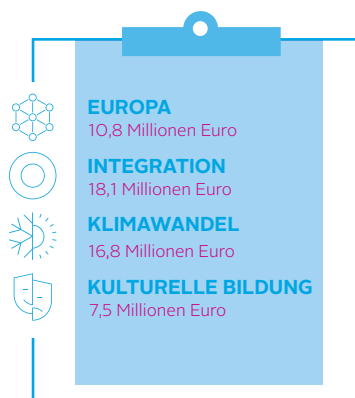 EUROPA
10,8 Millionen Euro
INTEGRATION
18,1 Millionen Euro
KLIMAWANDEL
16,8 Millionen Euro
KULTURELLE BILDUNG
7,5 Millionen Euro